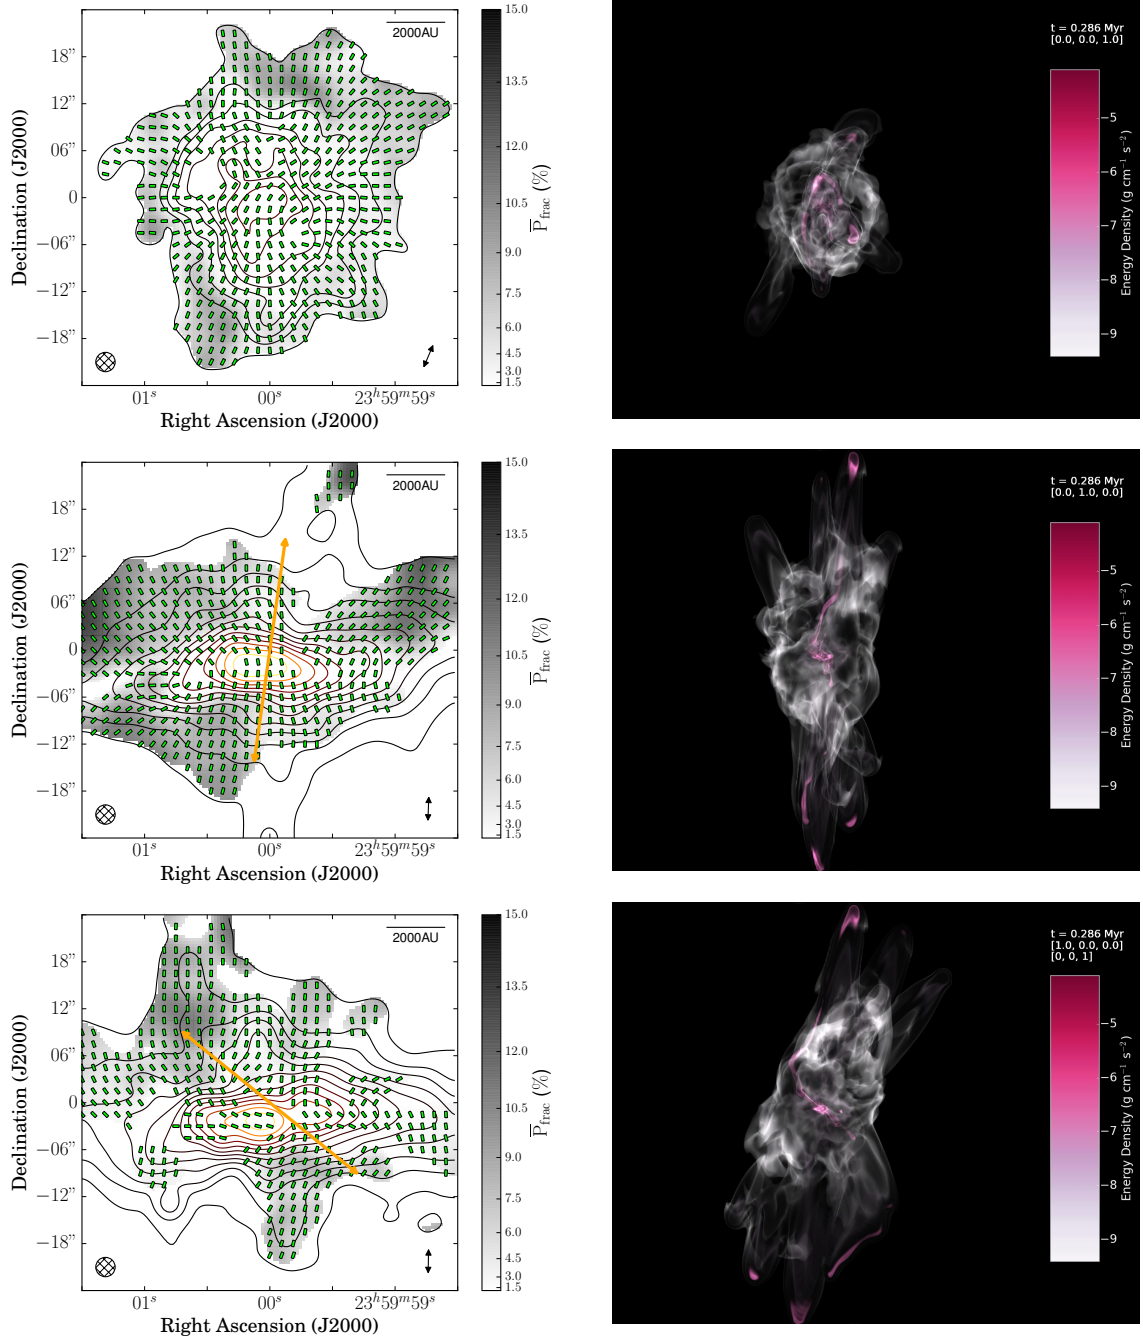 2000AU
18"
12"
06"
0
−06"
−12"
−18"
Declination (J2000)
01ˢ
00ˢ
23ʰ59ᵐ59ˢ
Right Ascension (J2000)
15.0
13.5
12.0
10.5
9.0
7.5
6.0
4.5
3.0
1.5
P̅frac (%)
t = 0.286 Myr
[0.0, 0.0, 1.0]
−5
−6
−7
−8
−9
Energy Density (g cm⁻¹ s⁻²)
2000AU
18"
12"
06"
0
−06"
−12"
−18"
Declination (J2000)
01ˢ
00ˢ
23ʰ59ᵐ59ˢ
Right Ascension (J2000)
15.0
13.5
12.0
10.5
9.0
7.5
6.0
4.5
3.0
1.5
P̅frac (%)
t = 0.286 Myr
[0.0, 1.0, 0.0]
−5
−6
−7
−8
−9
Energy Density (g cm⁻¹ s⁻²)
2000AU
18"
12"
06"
0
−06"
−12"
−18"
Declination (J2000)
01ˢ
00ˢ
23ʰ59ᵐ59ˢ
Right Ascension (J2000)
15.0
13.5
12.0
10.5
9.0
7.5
6.0
4.5
3.0
1.5
P̅frac (%)
t = 0.286 Myr
[1.0, 0.0, 0.0]
[0, 0, 1]
−5
−6
−7
−8
−9
Energy Density (g cm⁻¹ s⁻²)